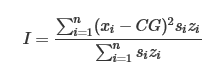 I = \frac{\sum_{i=1}^{n}(x_i - CG)^2 s_i z_i}{\sum_{i=1}^{n} s_i z_i}